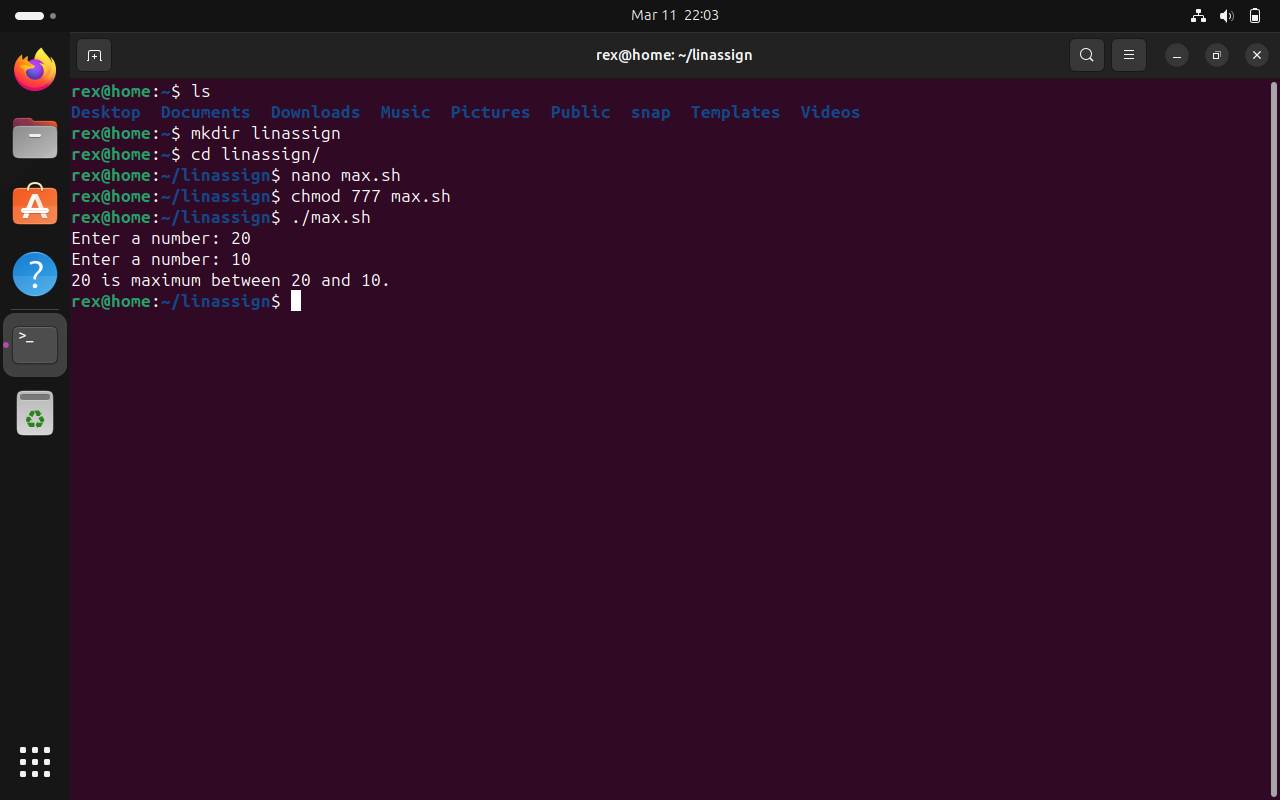 Mar 11 22:03
rex@home: ~/linassign
rex@home:~$ ls
Desktop Documents Downloads Music Pictures Public snap Templates Videos
rex@home:~$ mkdir linassign
rex@home:~$ cd linassign/
rex@home:~/linassign$ nano max.sh
rex@home:~/linassign$ chmod 777 max.sh
rex@home:~/linassign$ ./max.sh
Enter a number: 20
Enter a number: 10
20 is maximum between 20 and 10.
rex@home:~/linassign$